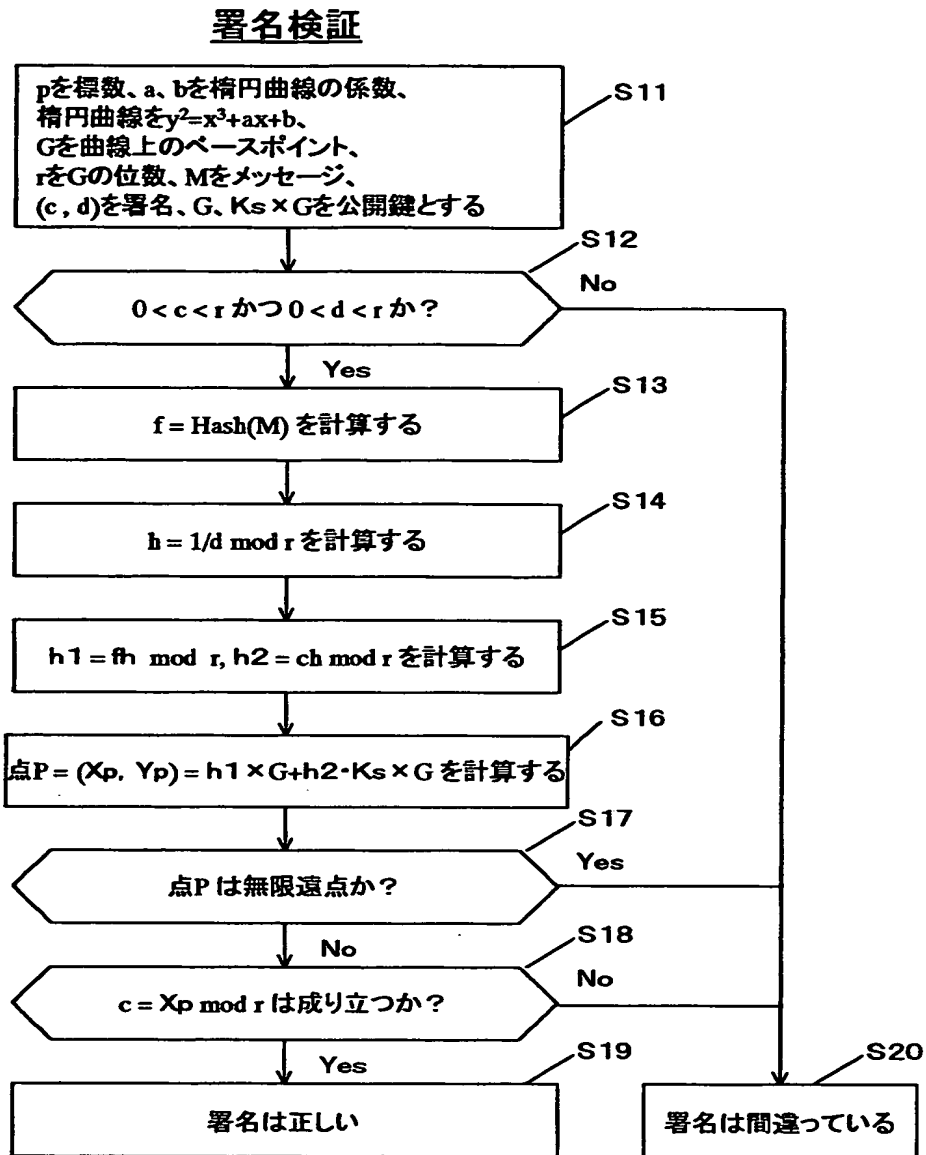 署名検証
pを標数、a、bを楕円曲線の係数、
楕円曲線をy²=x³+ax+b、
Gを曲線上のベースポイント、
rをGの位数、Mをメッセージ、
(c , d)を署名、G、Ks×Gを公開鍵とする
S11
S12
0 < c < r かつ 0 < d < r か？
No
Yes
S13
f = Hash(M) を計算する
S14
h = 1/d mod r を計算する
S15
h1 = fh mod r, h2 = ch mod r を計算する
S16
点P = (Xp, Yp) = h1×G+h2・Ks×G を計算する
S17
点P は無限遠点か？
Yes
No
S18
c = Xp mod r は成り立つか？
No
Yes
S19
署名は正しい
S20
署名は間違っている